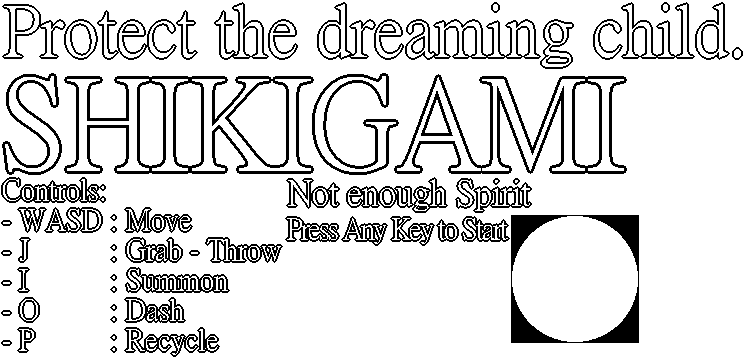 Protect the dreaming child.
SHIKIGAMI
Controls:
- WASD : Move
- J : Grab - Throw
- I : Summon
- O : Dash
- P : Recycle
Not enough Spirit
Press Any Key to Start